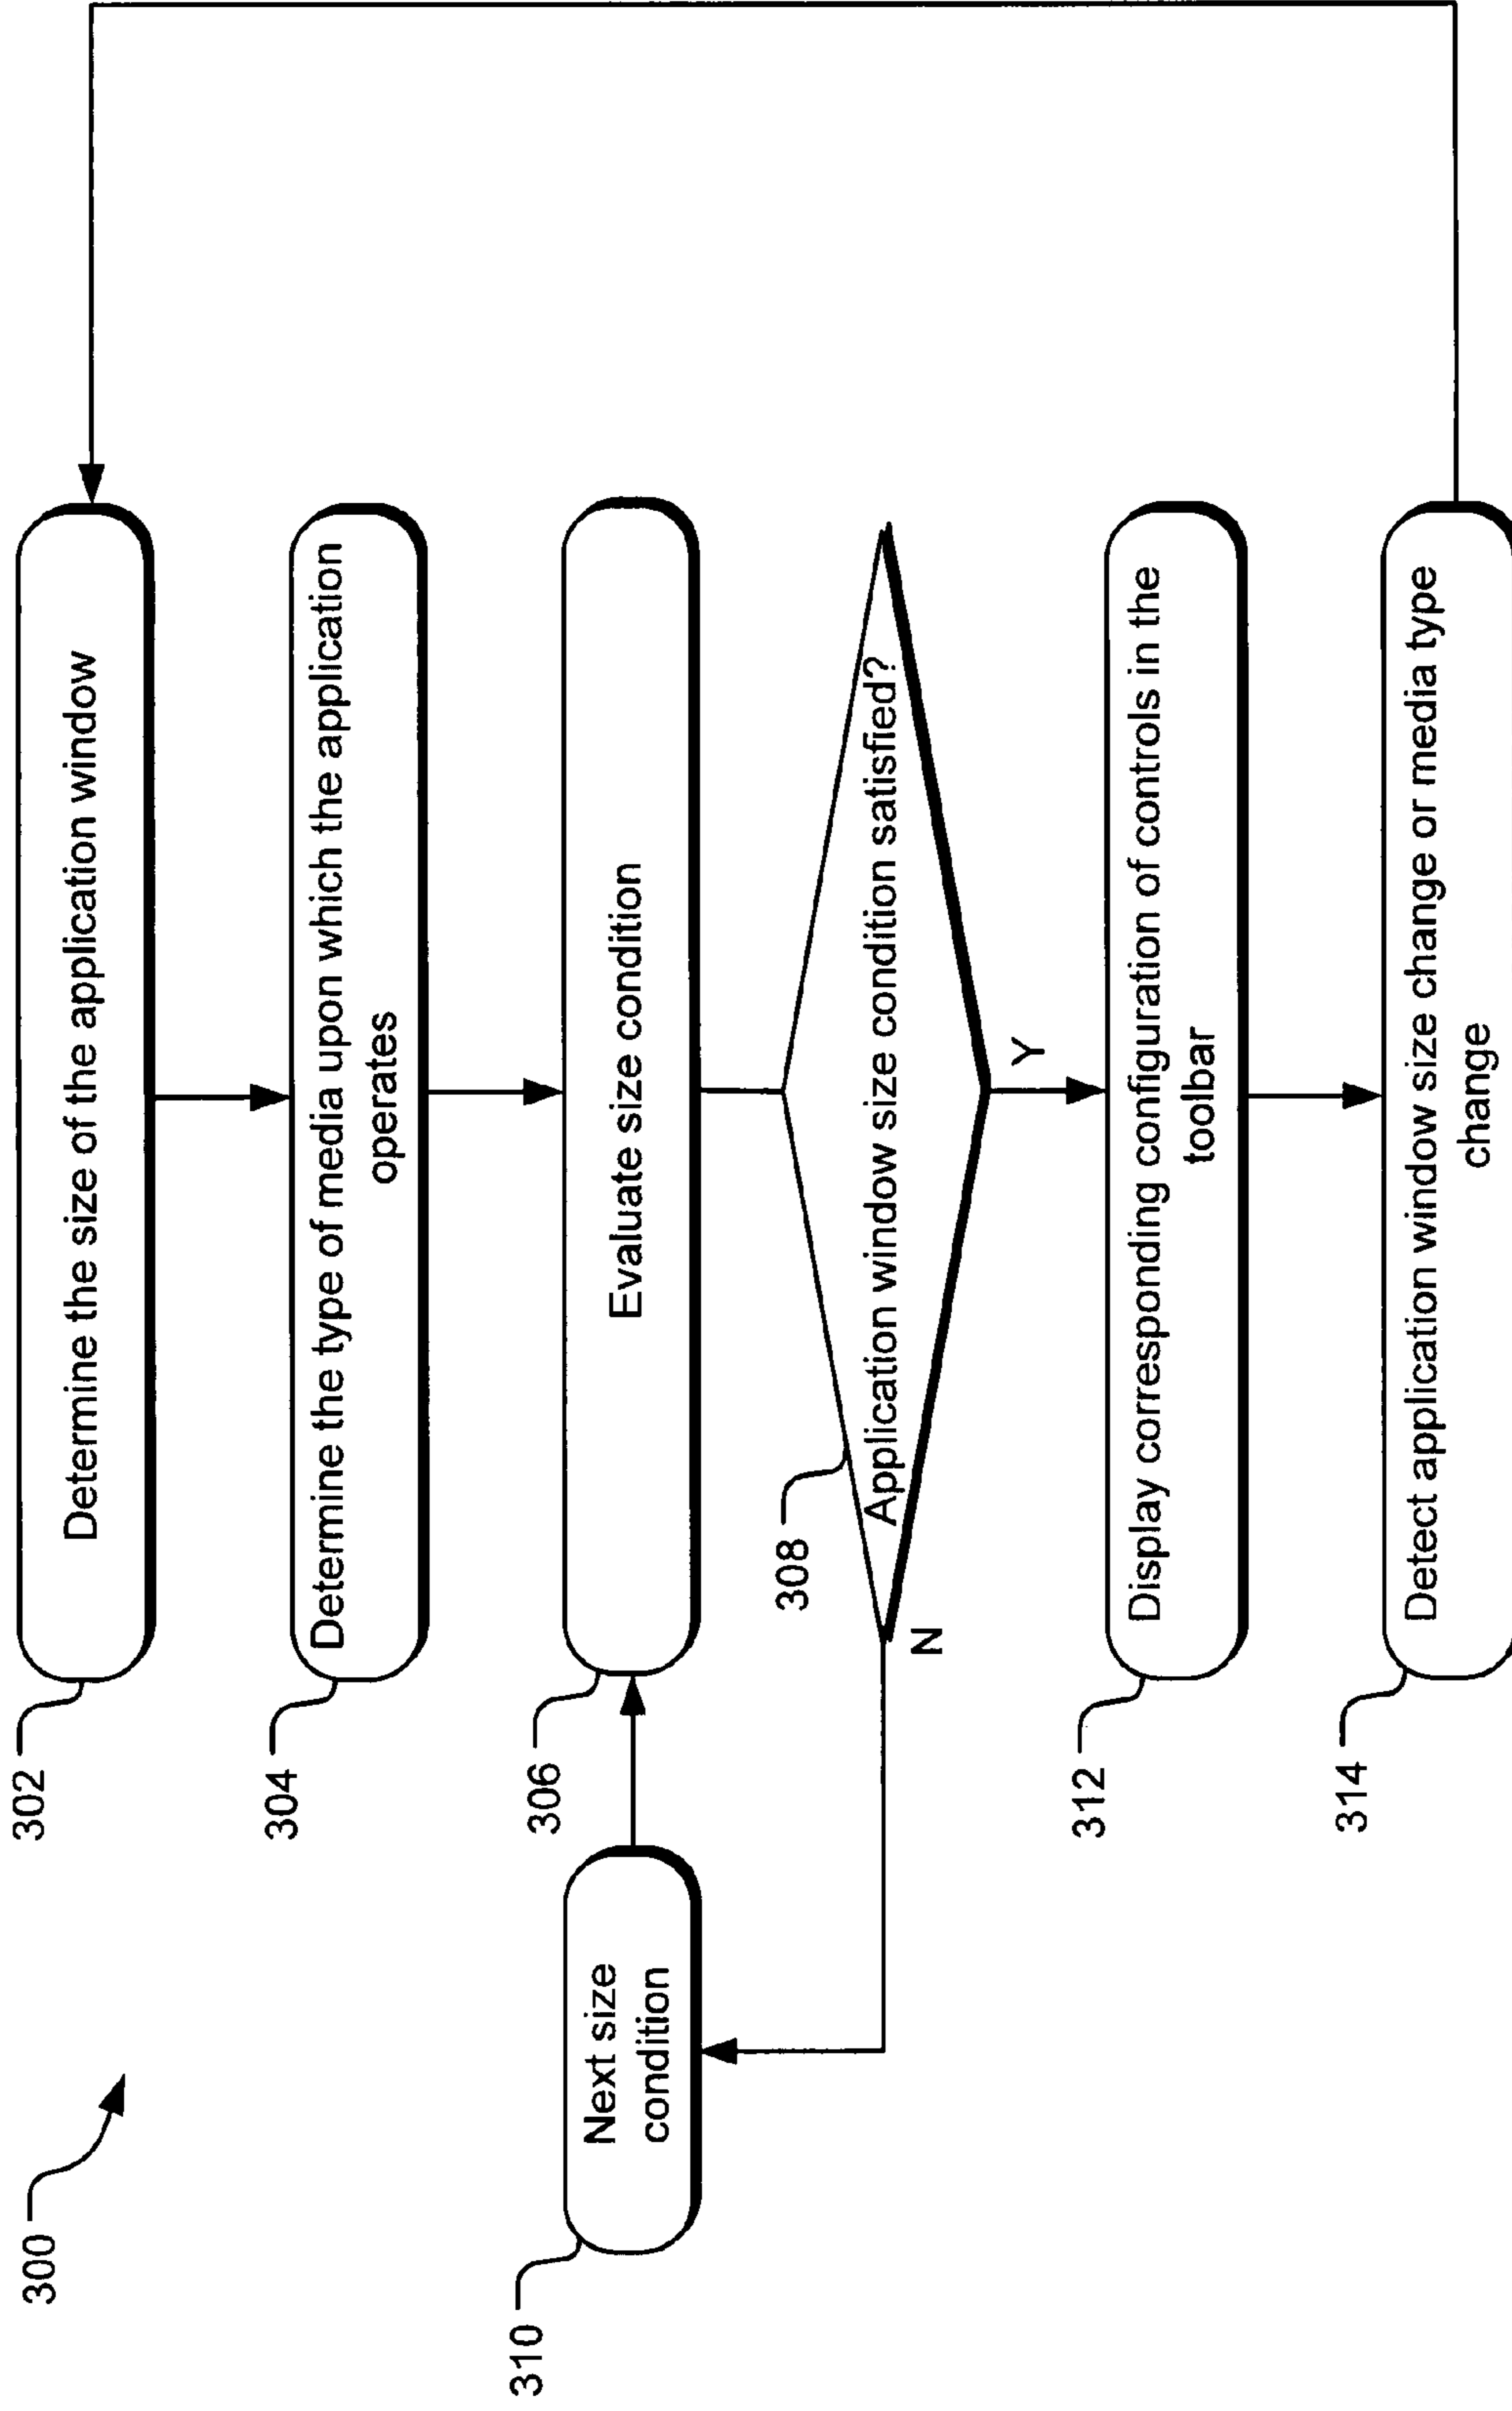 300
302
Determine the size of the application window
304
Determine the type of media upon which the application
operates
306
Evaluate size condition
310
Next size
condition
308
Application window size condition satisfied?
N
Y
312
Display corresponding configuration of controls in the
toolbar
314
Detect application window size change or media type
change